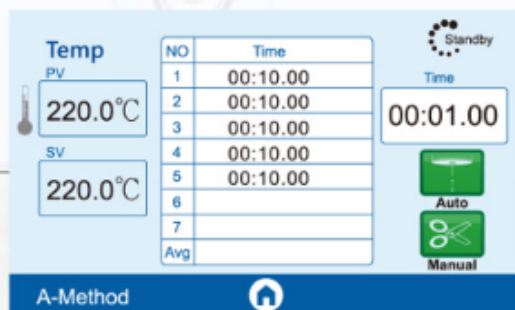 Standby
Temp
PV
220.0℃
SV
220.0℃
NO Time
1 00:10.00
2 00:10.00
3 00:10.00
4 00:10.00
5 00:10.00
6
7
Avg
Time
00:01.00
Auto
Manual
A-Method